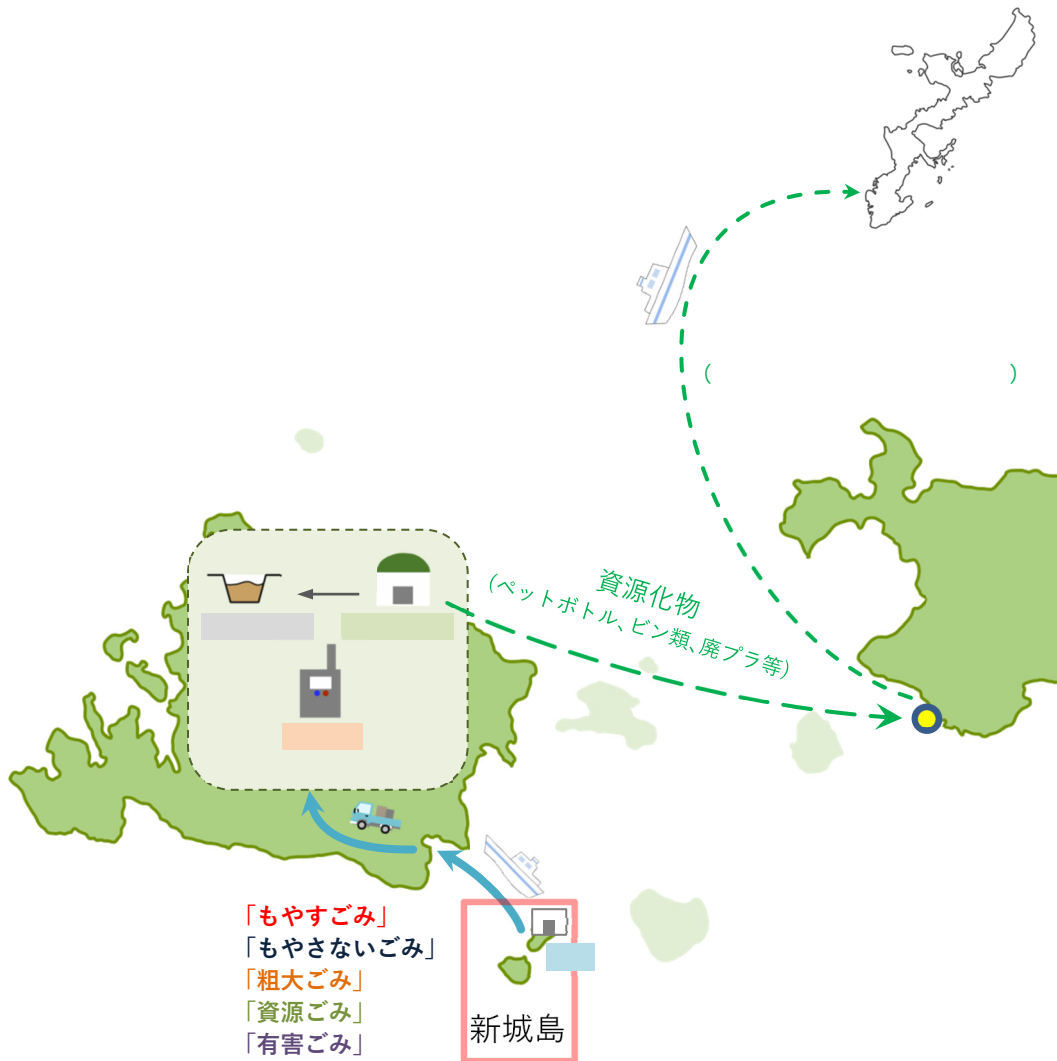 (                    )
資源化物
(ペットボトル、ビン類、廃プラ等)
「もやすごみ」
「もやさないごみ」
「粗大ごみ」
「資源ごみ」
「有害ごみ」
新城島